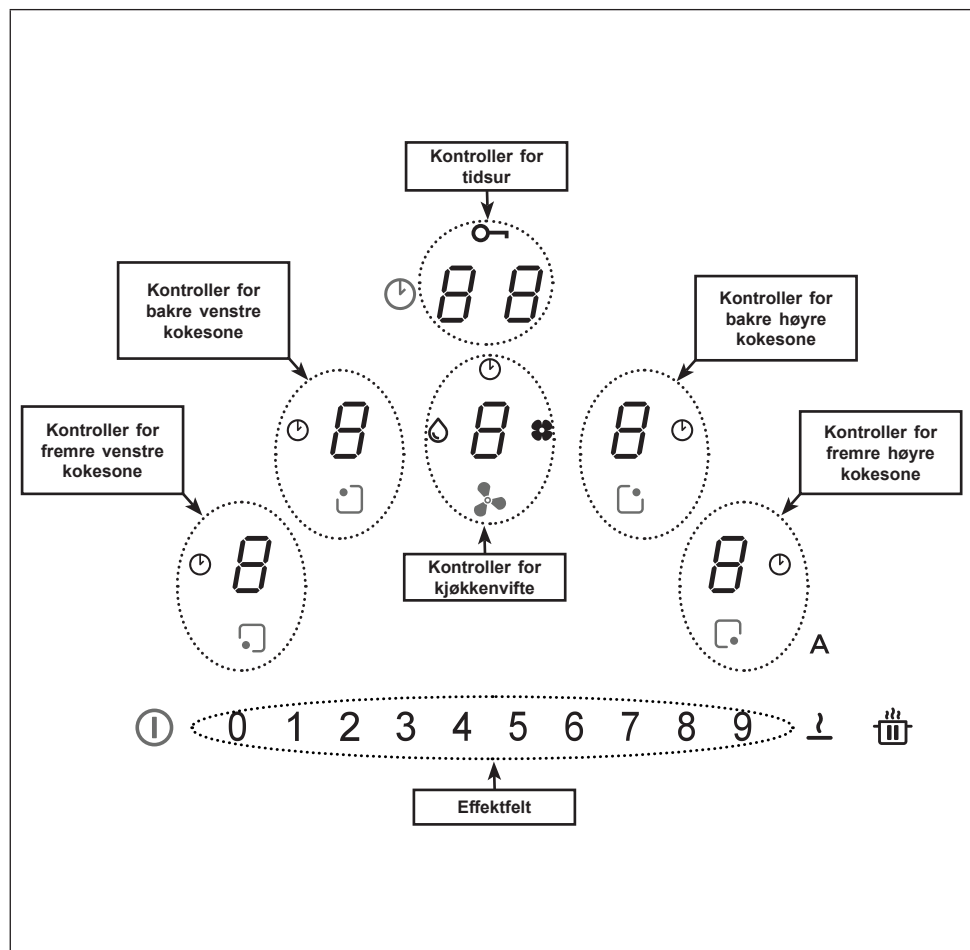 Kontroller for
tidsur
8 8
Kontroller for
bakre venstre
kokesone
Kontroller for
bakre høyre
kokesone
8
8
8
Kontroller for
fremre venstre
kokesone
Kontroller for
fremre høyre
kokesone
8
8
Kontroller for
kjøkkenvifte
A
0 1 2 3 4 5 6 7 8 9
Effektfelt